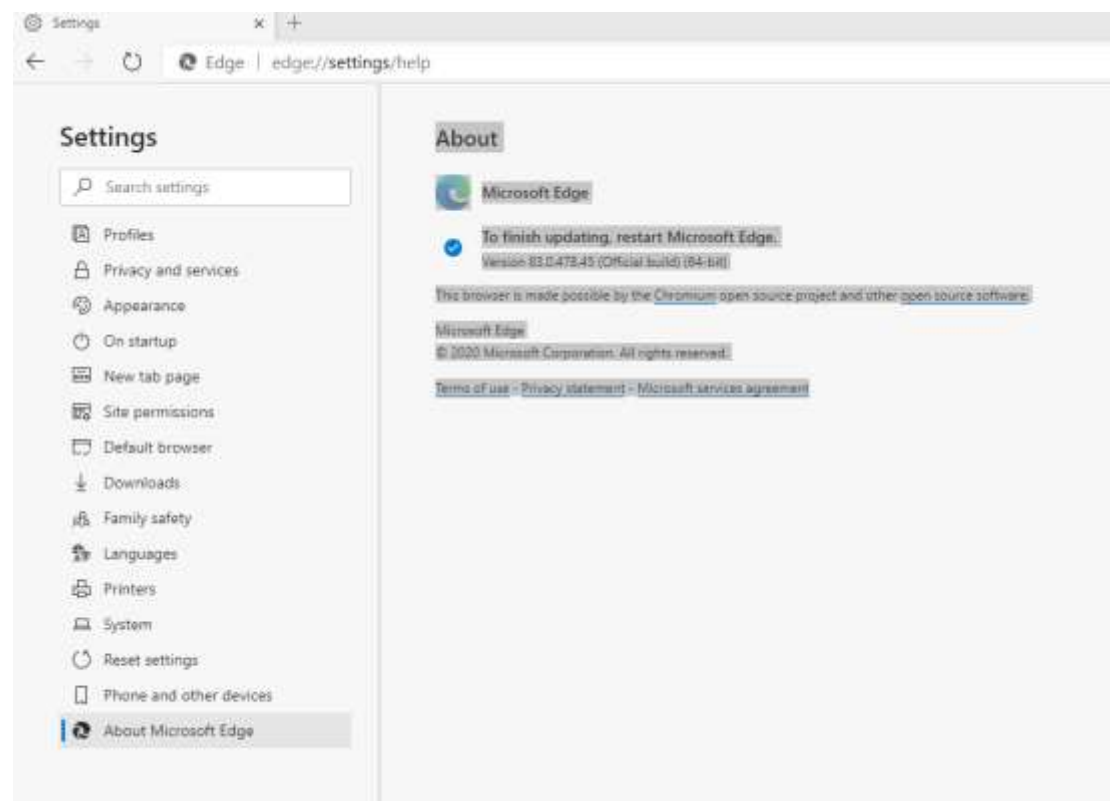 Settings
Edge | edge://settings/help
Settings
Search settings
Profiles
Privacy and services
Appearance
On startup
New tab page
Site permissions
Default browser
Downloads
Family safety
Languages
Printers
System
Reset settings
Phone and other devices
About Microsoft Edge
About
Microsoft Edge
To finish updating, restart Microsoft Edge.
Version 83.0.478.45 (Official build) (64-bit)
This browser is made possible by the Chromium open source project and other open source software.
Microsoft Edge
© 2020 Microsoft Corporation. All rights reserved.
Terms of use - Privacy statement - Microsoft services agreement